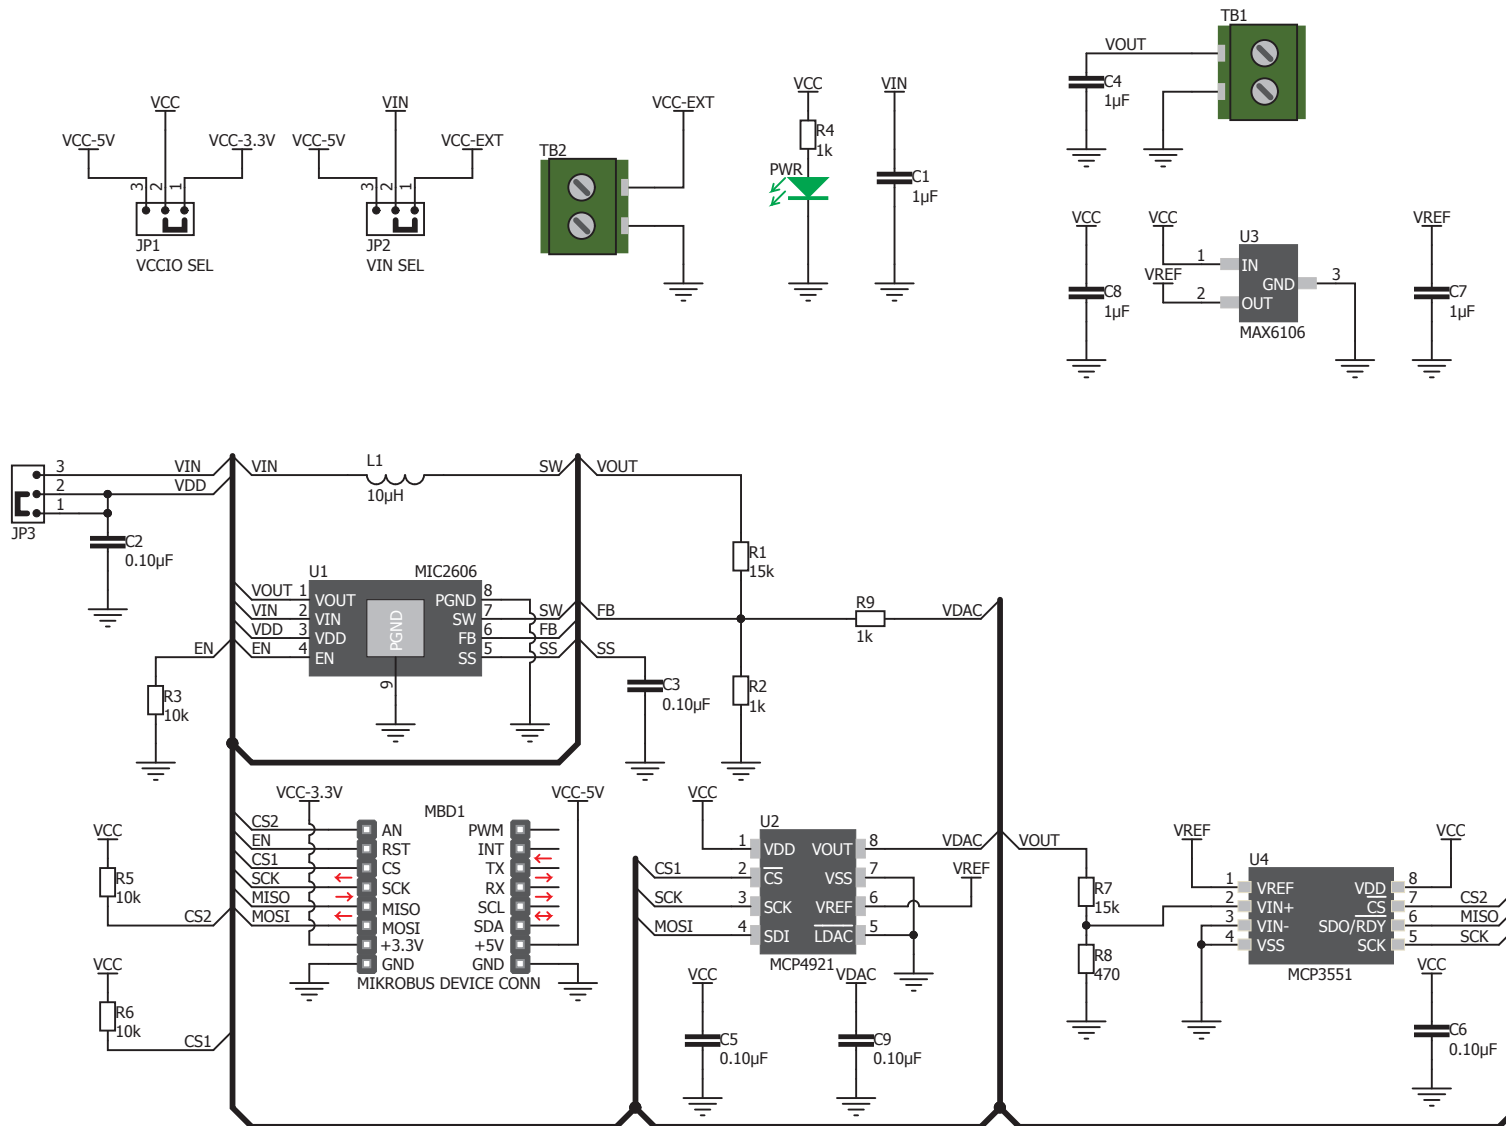 TB1
VOUT
C4
1µF
VCC
VIN
VCC-EXT
VCC
VIN
R4
1k
VCC-5V
VCC-3.3V
VCC-5V
VCC-EXT
TB2
PWR
C1
1µF
3
2
1
3
2
1
JP1
VCCIO SEL
JP2
VIN SEL
VCC
VCC
VREF
U3
1
IN
VREF
GND
3
2
OUT
C8
1µF
C7
1µF
MAX6106
3
VIN
VIN
L1
SW
VOUT
2
VDD
10µH
1
JP3
C2
0.10µF
R1
15k
U1
MIC2606
VOUT
1
VOUT
PGND
8
VIN
2
VIN
SW
7
SW
FB
R9
VDAC
VDD
3
VDD
PGND
FB
6
FB
1k
EN
EN
4
EN
SS
5
SS
SS
9
R3
10k
C3
0.10µF
R2
1k
VCC-3.3V
VCC-5V
VCC
MBD1
U2
VCC
CS2
AN
PWM
VREF
VCC
EN
RST
INT
1
VDD
VOUT
8
VDAC
VOUT
CS1
CS
TX
CS1
2
CS
VSS
7
VREF
U4
R5
10k
SCK
SCK
RX
1
VREF
VDD
8
R7
15k
MISO
MISO
SCL
SCK
3
SCK
VREF
6
2
VIN+
CS
7
CS2
CS2
MOSI
MOSI
SDA
MOSI
4
SDI
LDAC
5
3
VIN-
SDO/RDY
6
MISO
+3.3V
+5V
4
VSS
SCK
5
SCK
VCC
GND
GND
MCP4921
R8
470
MIKROBUS DEVICE CONN
VCC
VDAC
MCP3551
VCC
R6
10k
CS1
C5
0.10µF
C9
0.10µF
C6
0.10µF